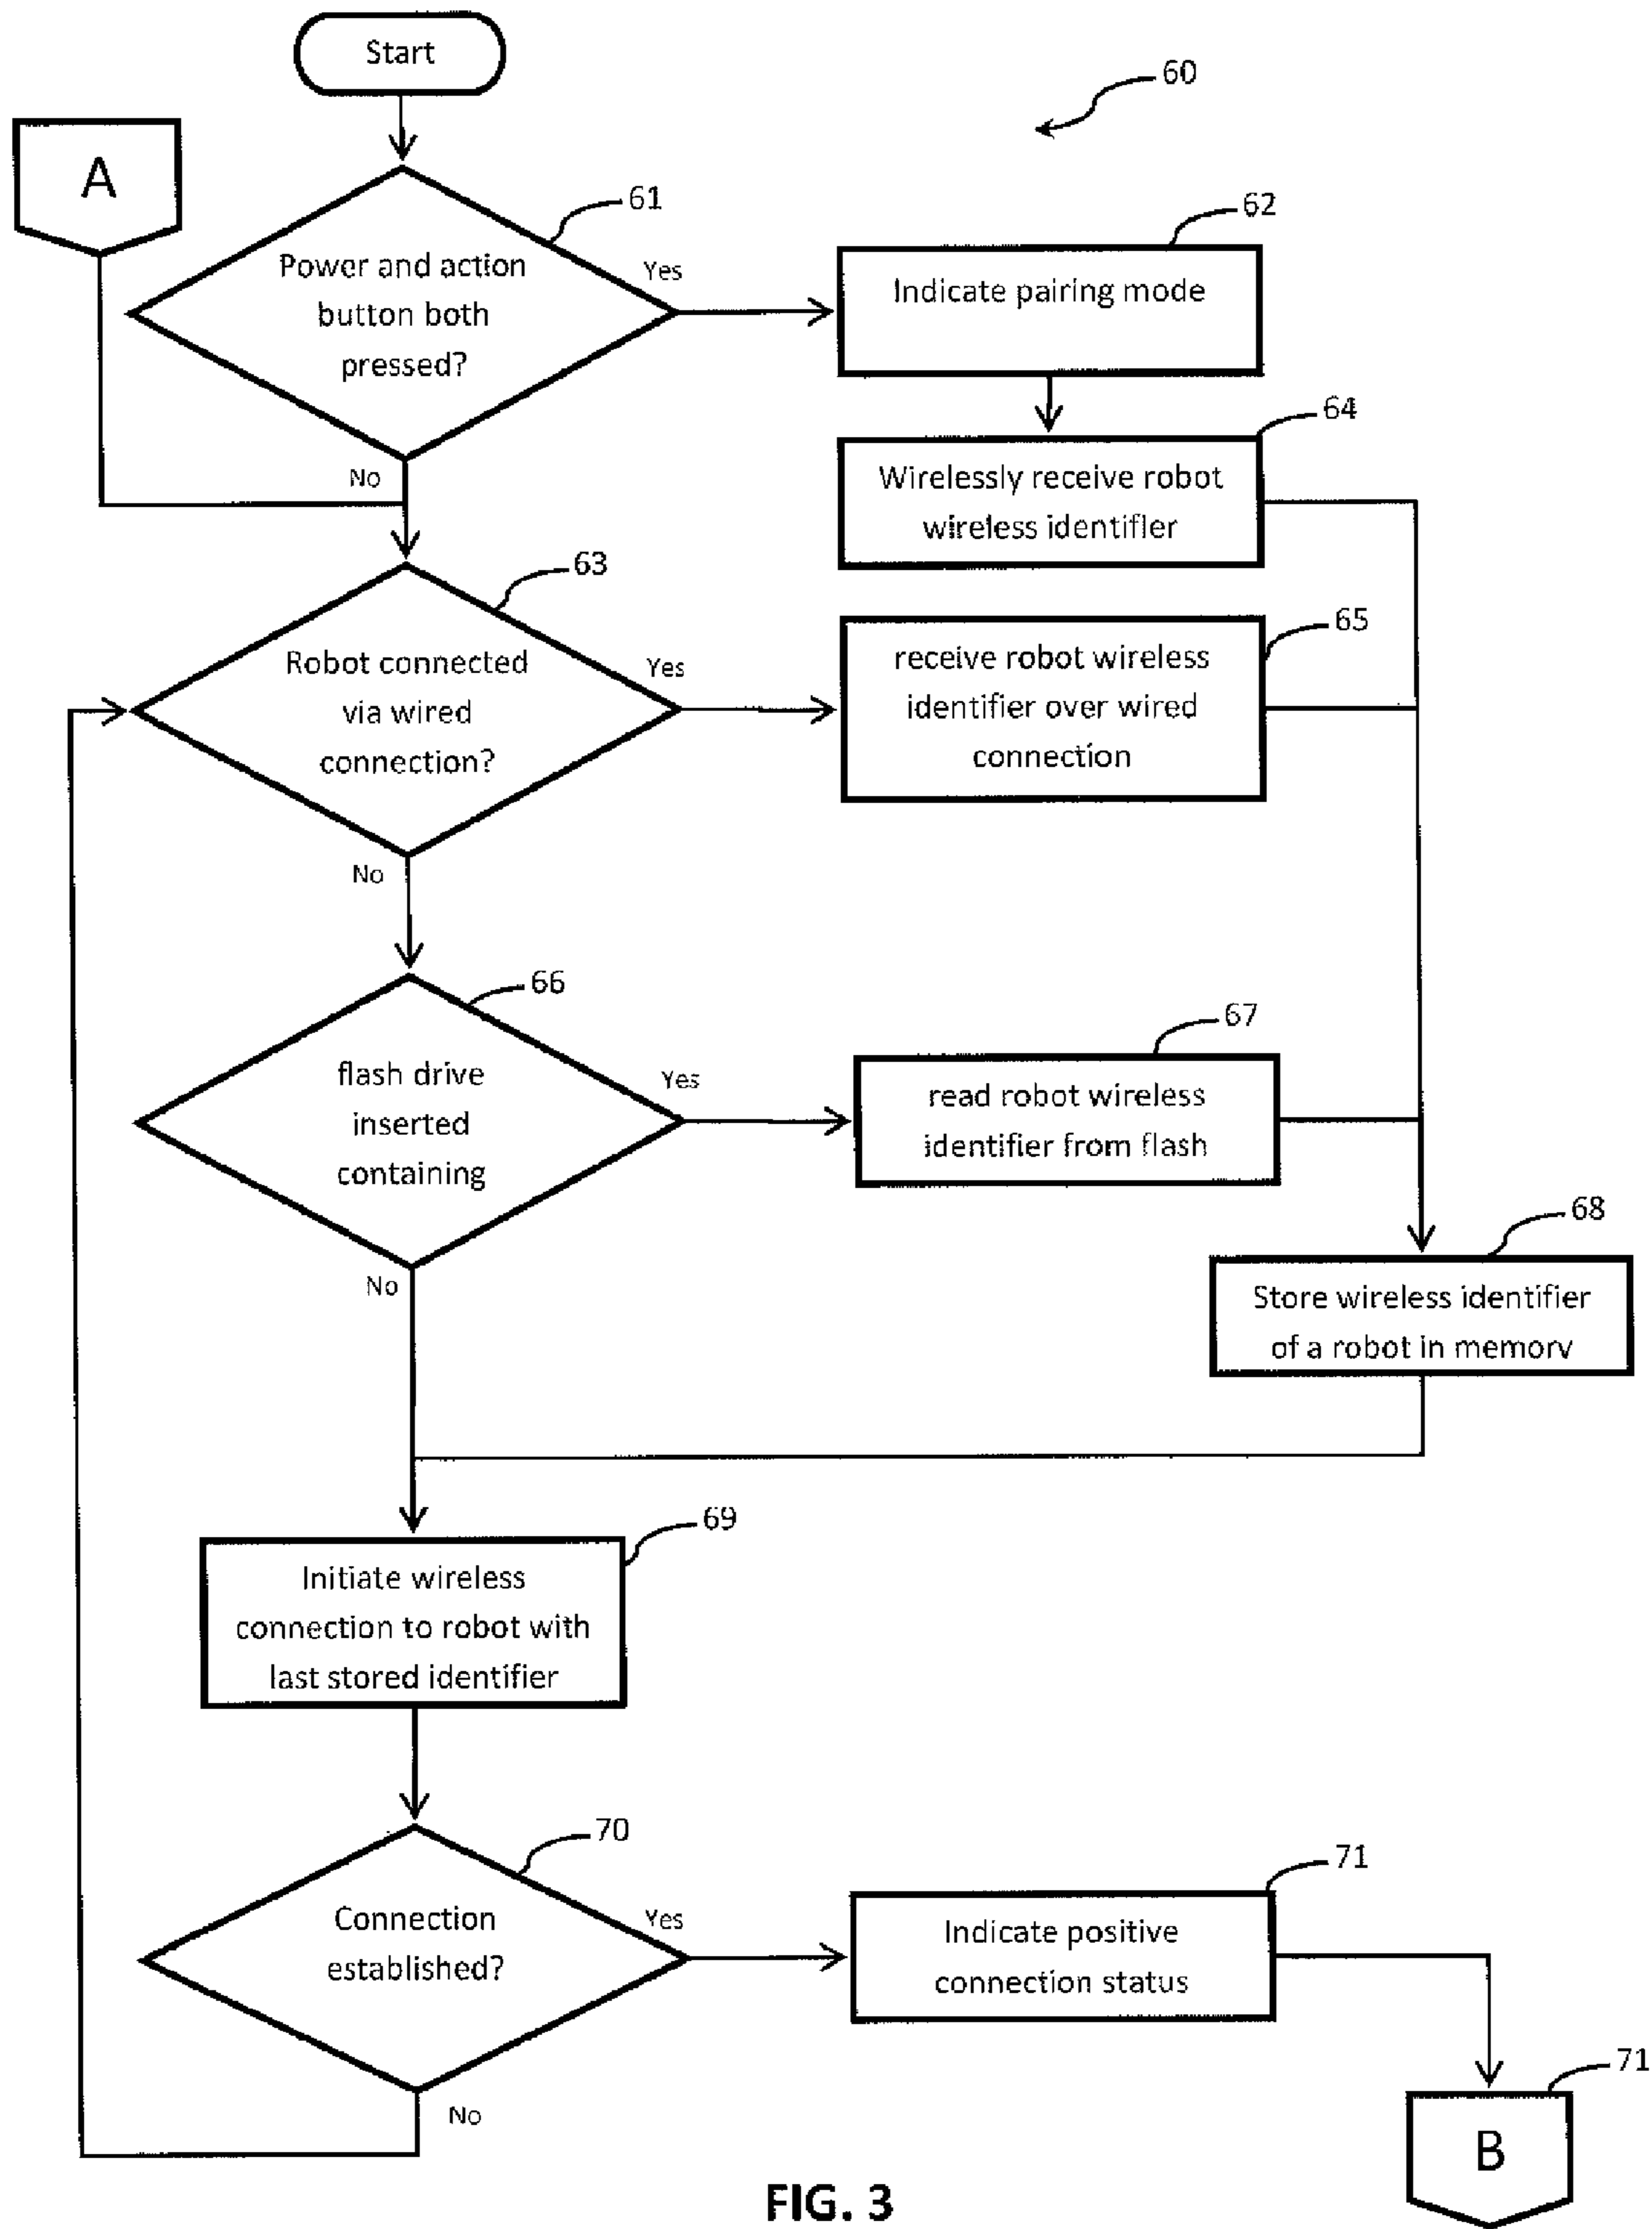 Start
60
A
61
Power and action
button both
pressed?
Yes
No
62
Indicate pairing mode
64
Wirelessly receive robot
wireless identifier
63
Robot connected
via wired
connection?
Yes
No
65
receive robot wireless
identifier over wired
connection
66
flash drive
inserted
containing
Yes
No
67
read robot wireless
identifier from flash
68
Store wireless identifier
of a robot in memory
69
Initiate wireless
connection to robot with
last stored identifier
70
Connection
established?
Yes
No
71
Indicate positive
connection status
71
B
FIG. 3